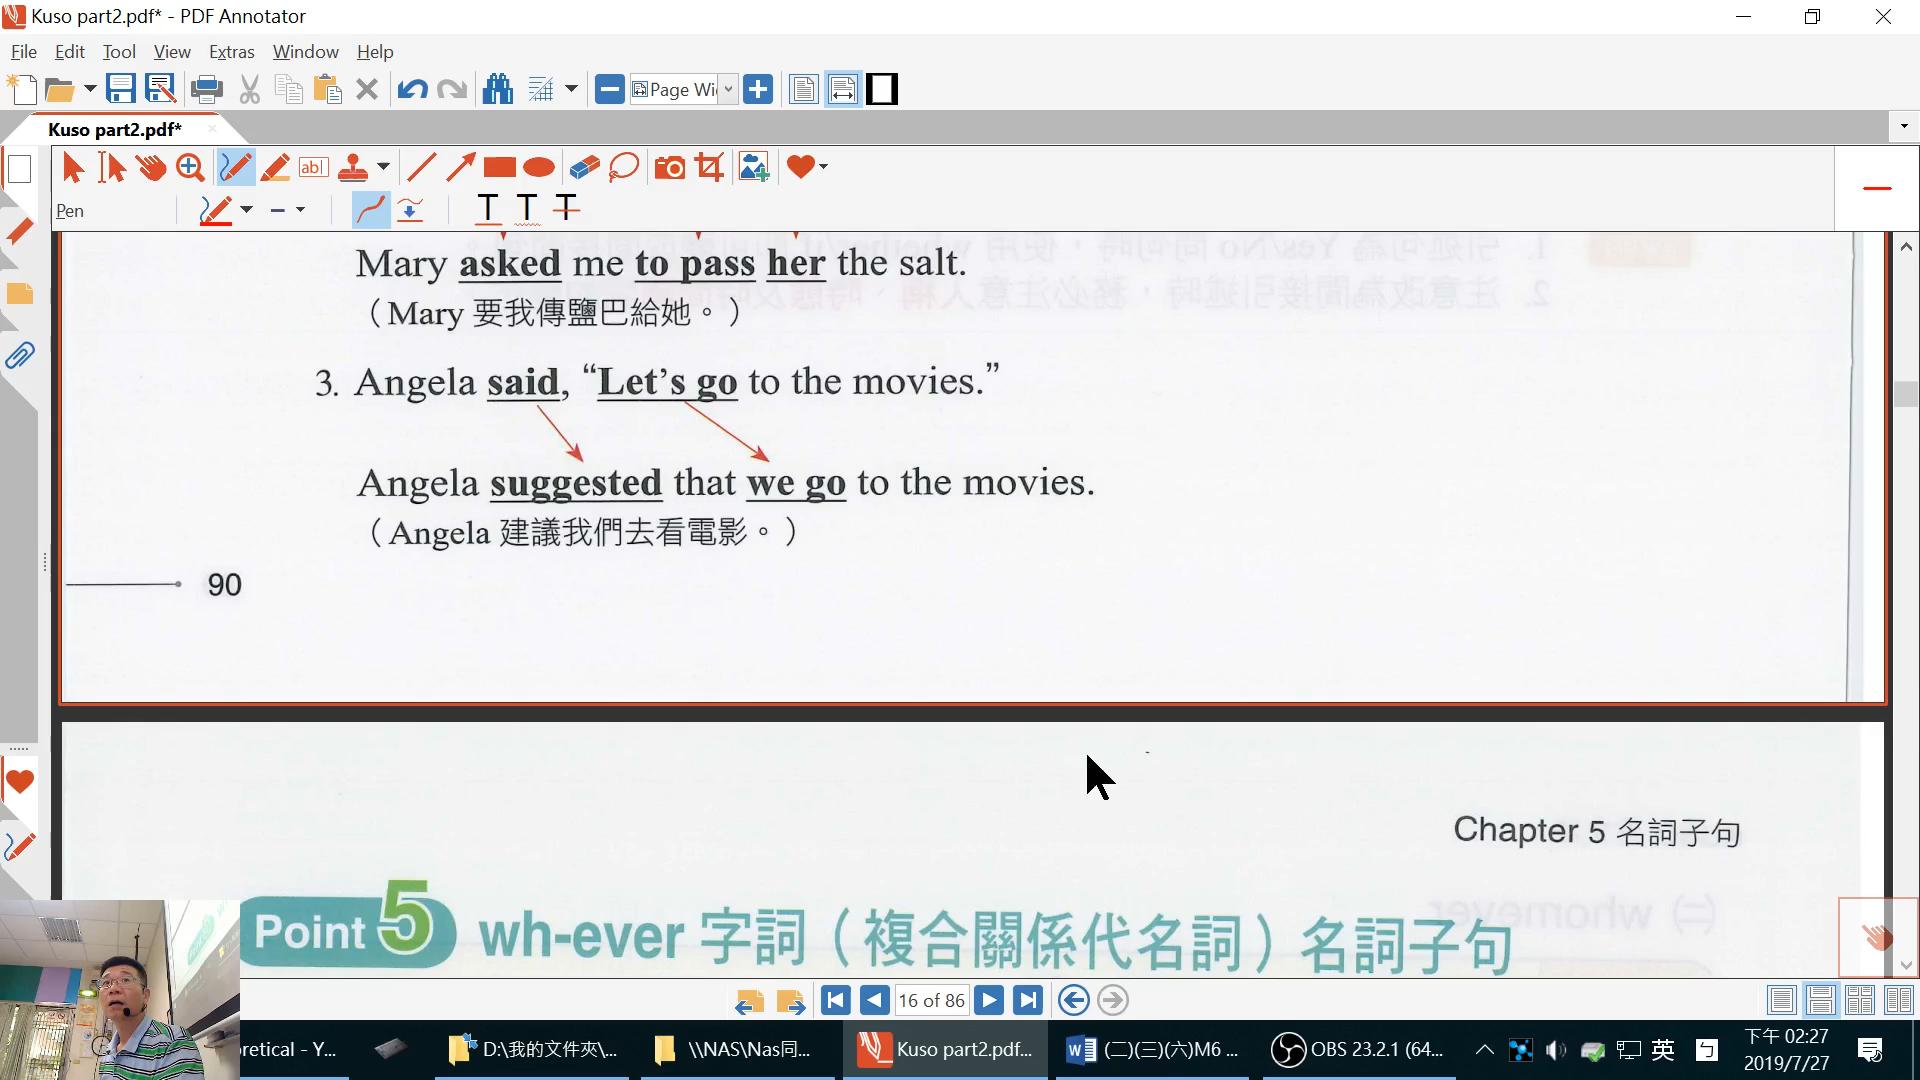 Kuso part2.pdf* - PDF Annotator
File Edit Tool View Extras Window Help
Page Wi
Kuso part2.pdf*
Pen
Mary asked me to pass her the salt.
（Mary 要我傳鹽巴給她。）
3. Angela said, “Let’s go to the movies.”
Angela suggested that we go to the movies.
（Angela 建議我們去看電影。）
90
Chapter 5 名詞子句
Point 5 wh-ever 字詞（複合關係代名詞）名詞子句
16 of 86
oretical - Y... D:\我的文件夾\... \\NAS\Nas同... Kuso part2.pdf... (二)(三)(六)M6 ... OBS 23.2.1 (64... 英 ㄅ 下午 02:27
2019/7/27